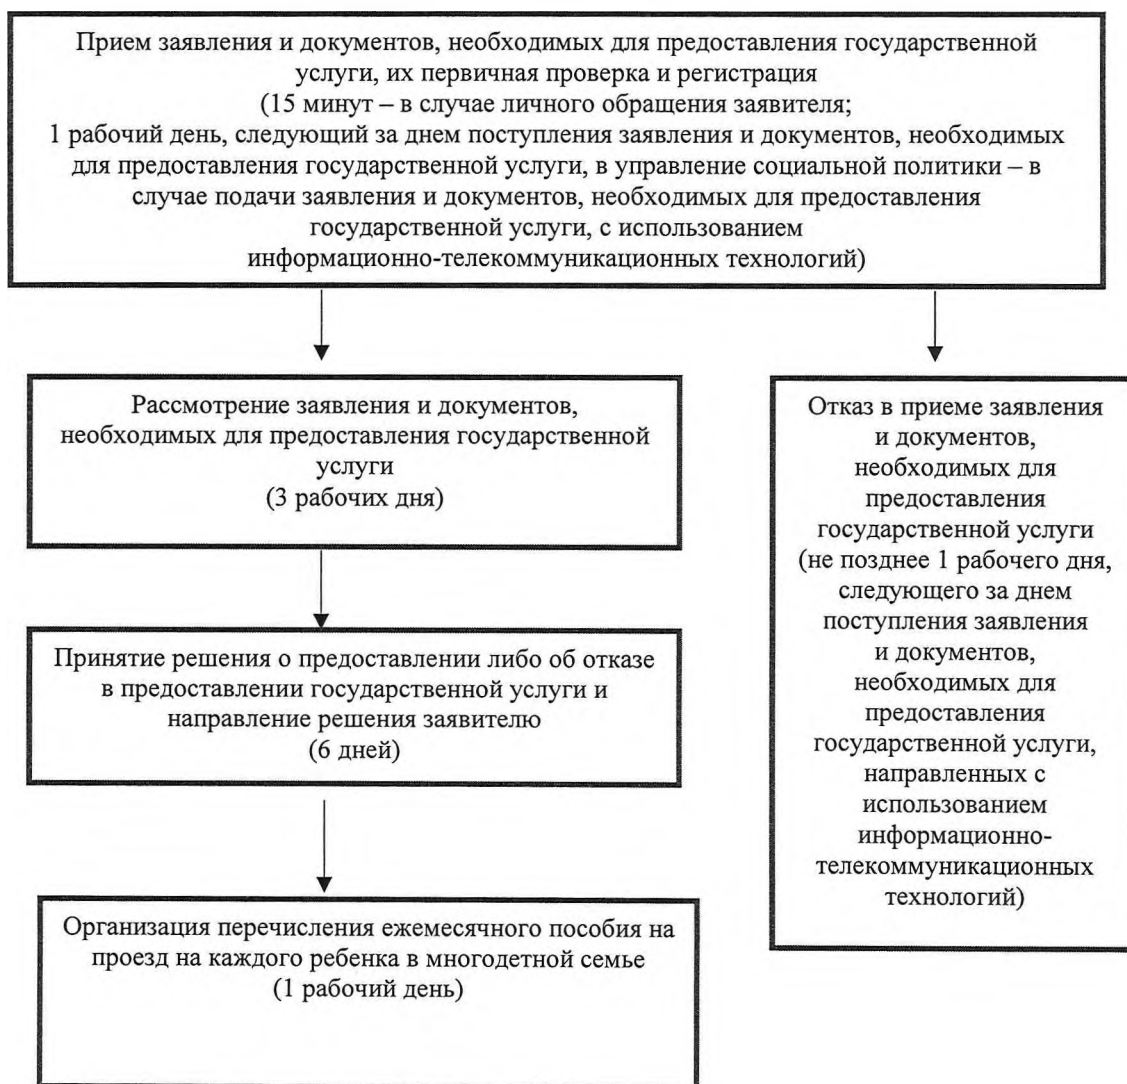 Прием заявления и документов, необходимых для предоставления государственной
услуги, их первичная проверка и регистрация
(15 минут – в случае личного обращения заявителя;
1 рабочий день, следующий за днем поступления заявления и документов, необходимых
для предоставления государственной услуги, в управление социальной политики – в
случае подачи заявления и документов, необходимых для предоставления
государственной услуги, с использованием
информационно-телекоммуникационных технологий)
Рассмотрение заявления и документов,
необходимых для предоставления государственной
услуги
(3 рабочих дня)
Принятие решения о предоставлении либо об отказе
в предоставлении государственной услуги и
направление решения заявителю
(6 дней)
Организация перечисления ежемесячного пособия на
проезд на каждого ребенка в многодетной семье
(1 рабочий день)
Отказ в приеме заявления
и документов,
необходимых для
предоставления
государственной услуги
(не позднее 1 рабочего дня,
следующего за днем
поступления заявления
и документов,
необходимых для
предоставления
государственной услуги,
направленных с
использованием
информационно-
телекоммуникационных
технологий)